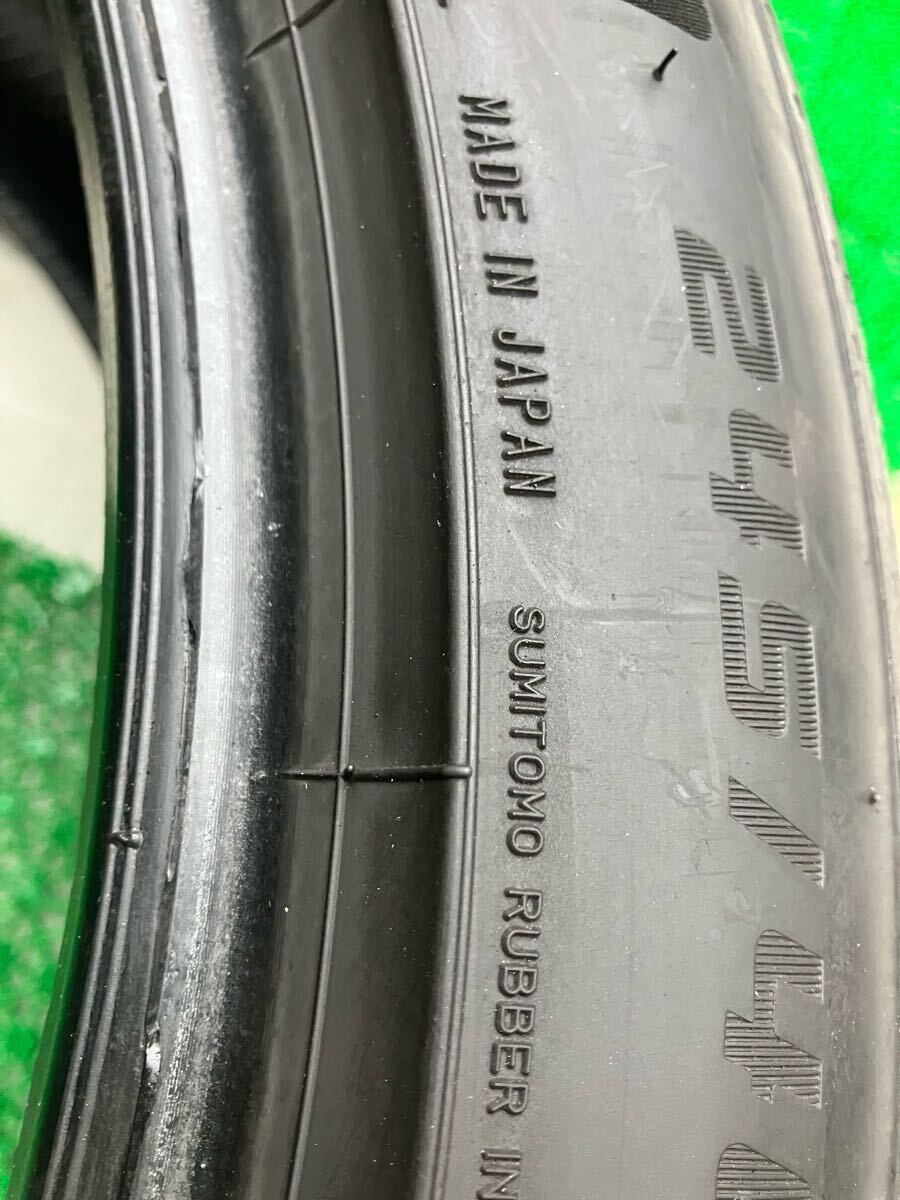 MADE IN JAPAN
SUMITOMO RUBBER IN
245/4